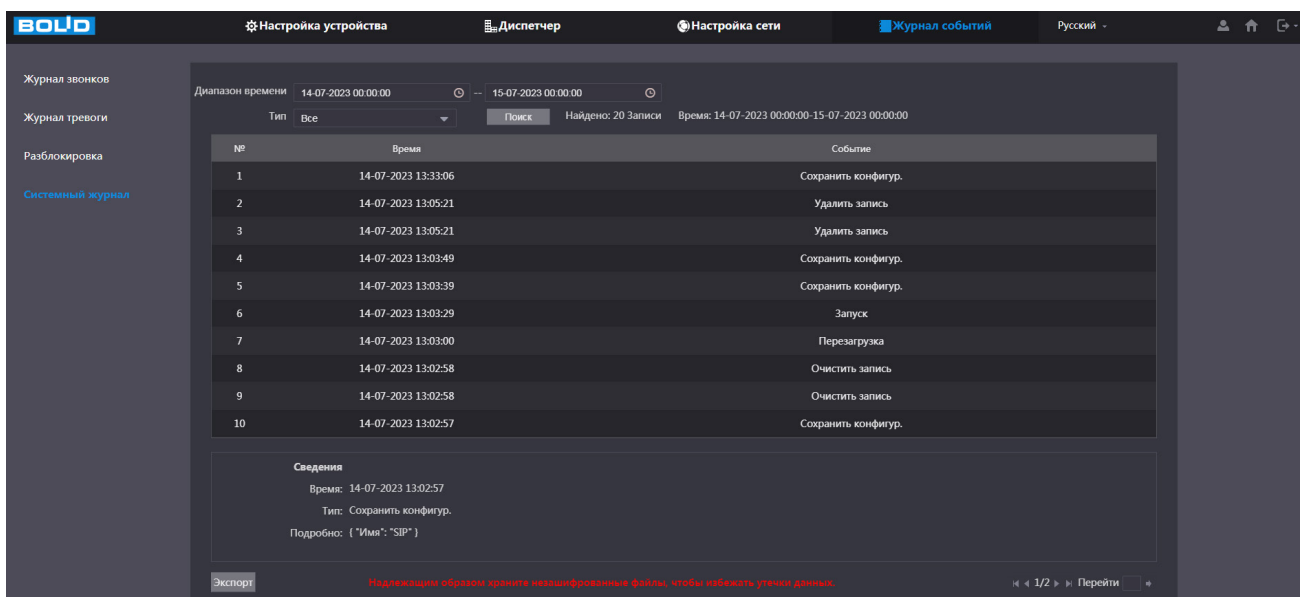 BOLID
Настройка устройства Диспетчер Настройка сети Журнал событий Русский
Журнал звонков
Журнал тревоги
Разблокировка
Системный журнал
Диапазон времени 14-07-2023 00:00:00 -- 15-07-2023 00:00:00
Тип Все Поиск Найдено: 20 Записи Время: 14-07-2023 00:00:00-15-07-2023 00:00:00
№ Время Событие
1 14-07-2023 13:33:06 Сохранить конфигур.
2 14-07-2023 13:05:21 Удалить запись
3 14-07-2023 13:05:21 Удалить запись
4 14-07-2023 13:03:49 Сохранить конфигур.
5 14-07-2023 13:03:39 Сохранить конфигур.
6 14-07-2023 13:03:29 Запуск
7 14-07-2023 13:03:00 Перезагрузка
8 14-07-2023 13:02:58 Очистить запись
9 14-07-2023 13:02:58 Очистить запись
10 14-07-2023 13:02:57 Сохранить конфигур.
Сведения
Время: 14-07-2023 13:02:57
Тип: Сохранить конфигур.
Подробно: { "Имя": "SIP" }
Экспорт Надлежащим образом храните незашифрованные файлы, чтобы избежать утечки данных. 1/2 Перейти